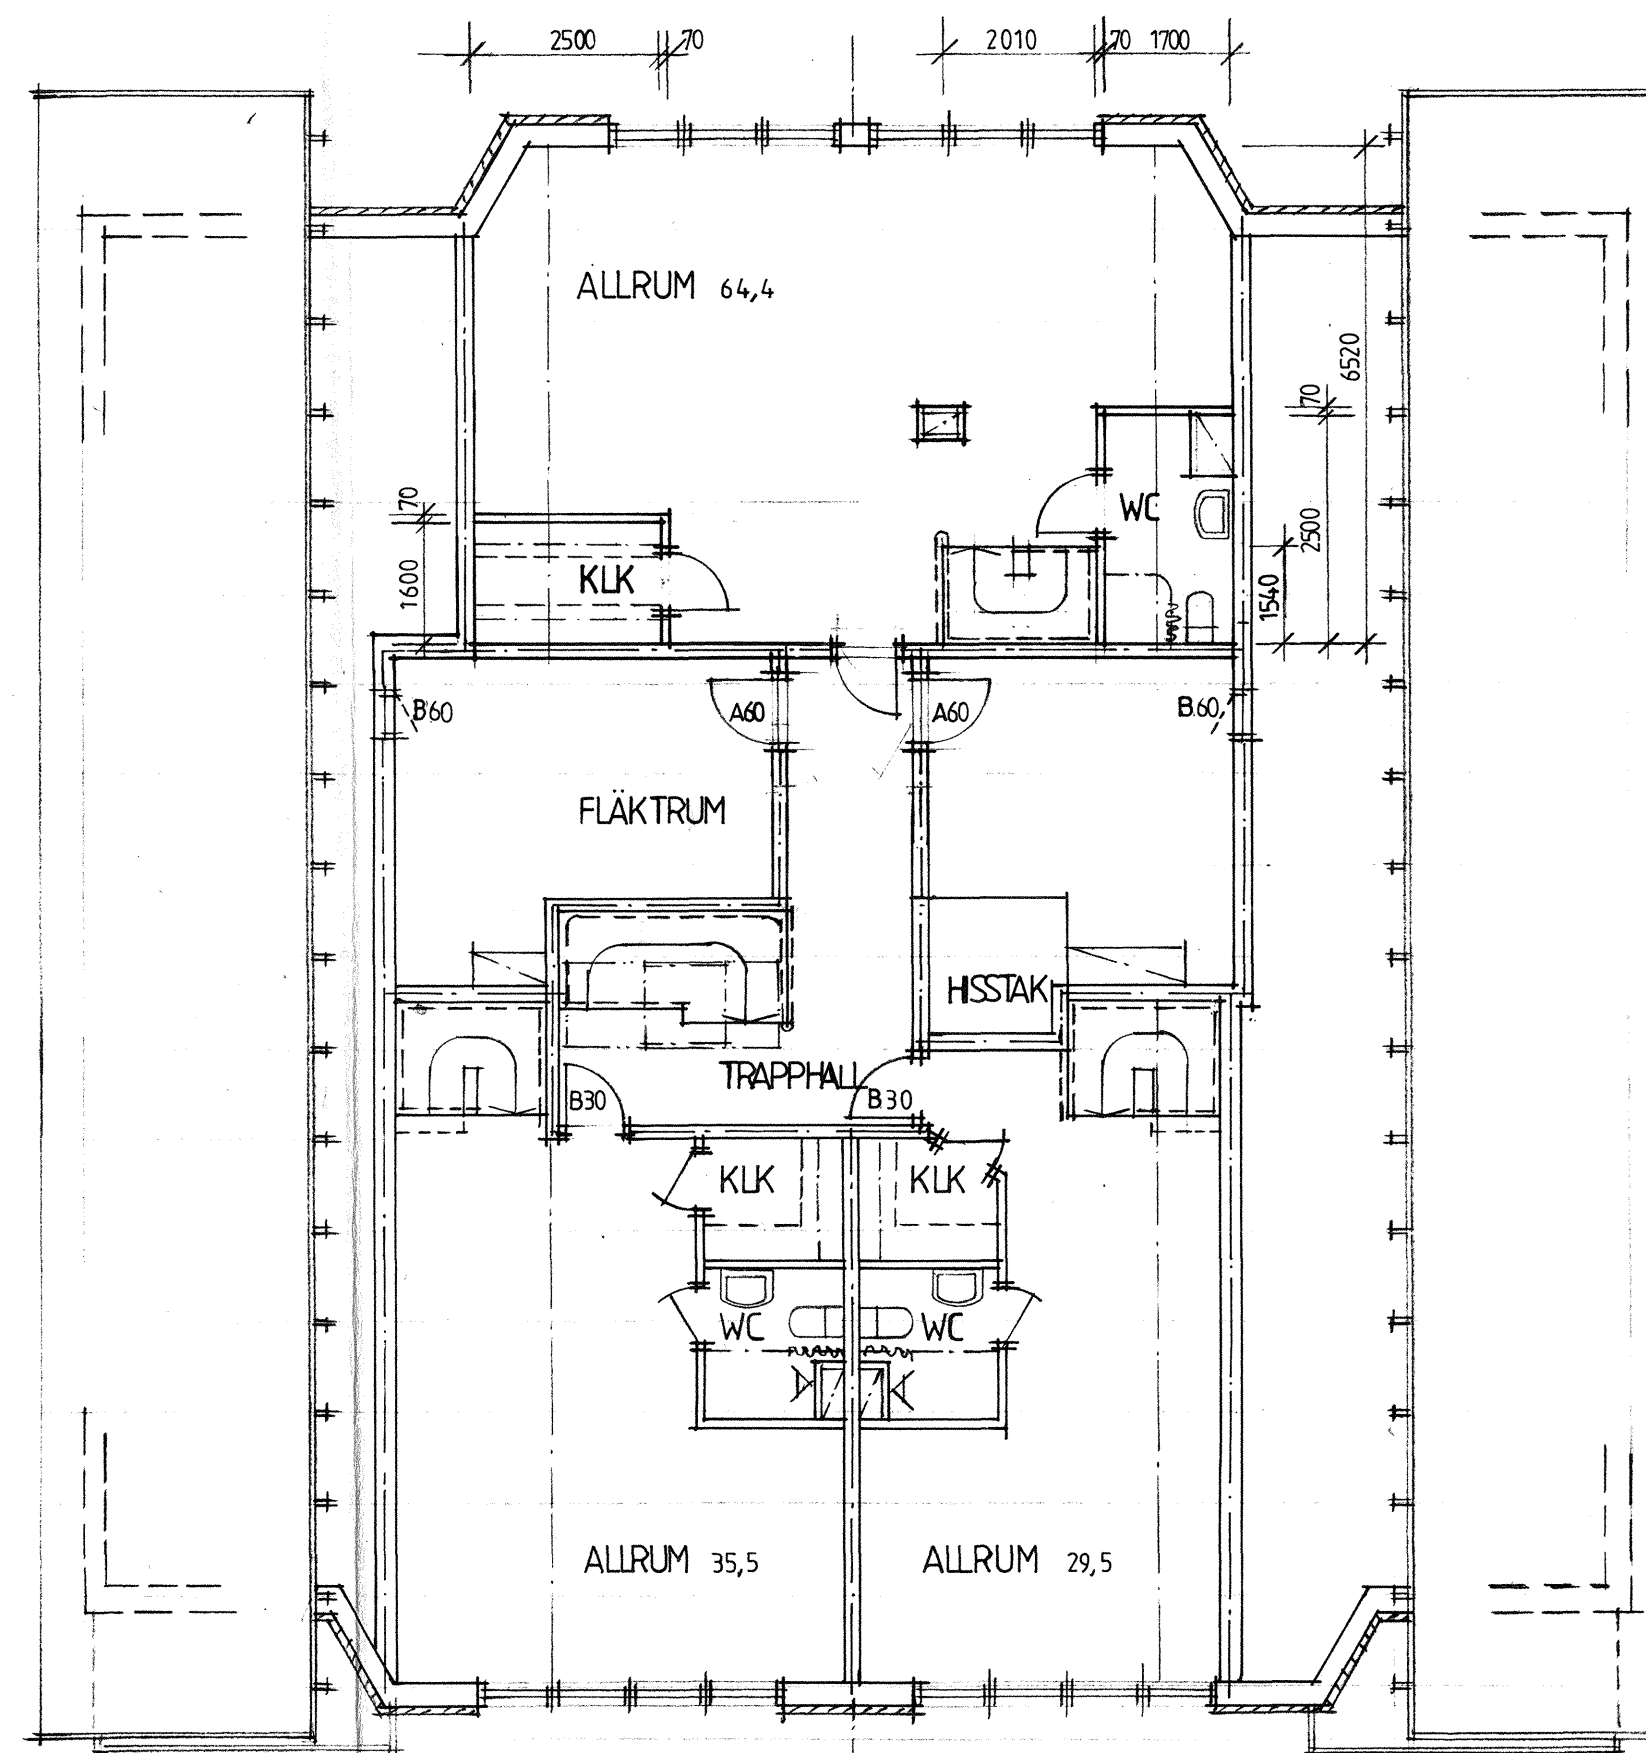 2500 70 2010 70 1700
ALLRUM 64,4
6520
70
70
WC
2500
1600
KLK
1540
B60 A60 A60 B60
FLÄKTRUM
HISSTAK
TRAPPHALL
B30 B30
KLK KLK
WC WC
ALLRUM 35,5 ALLRUM 29,5